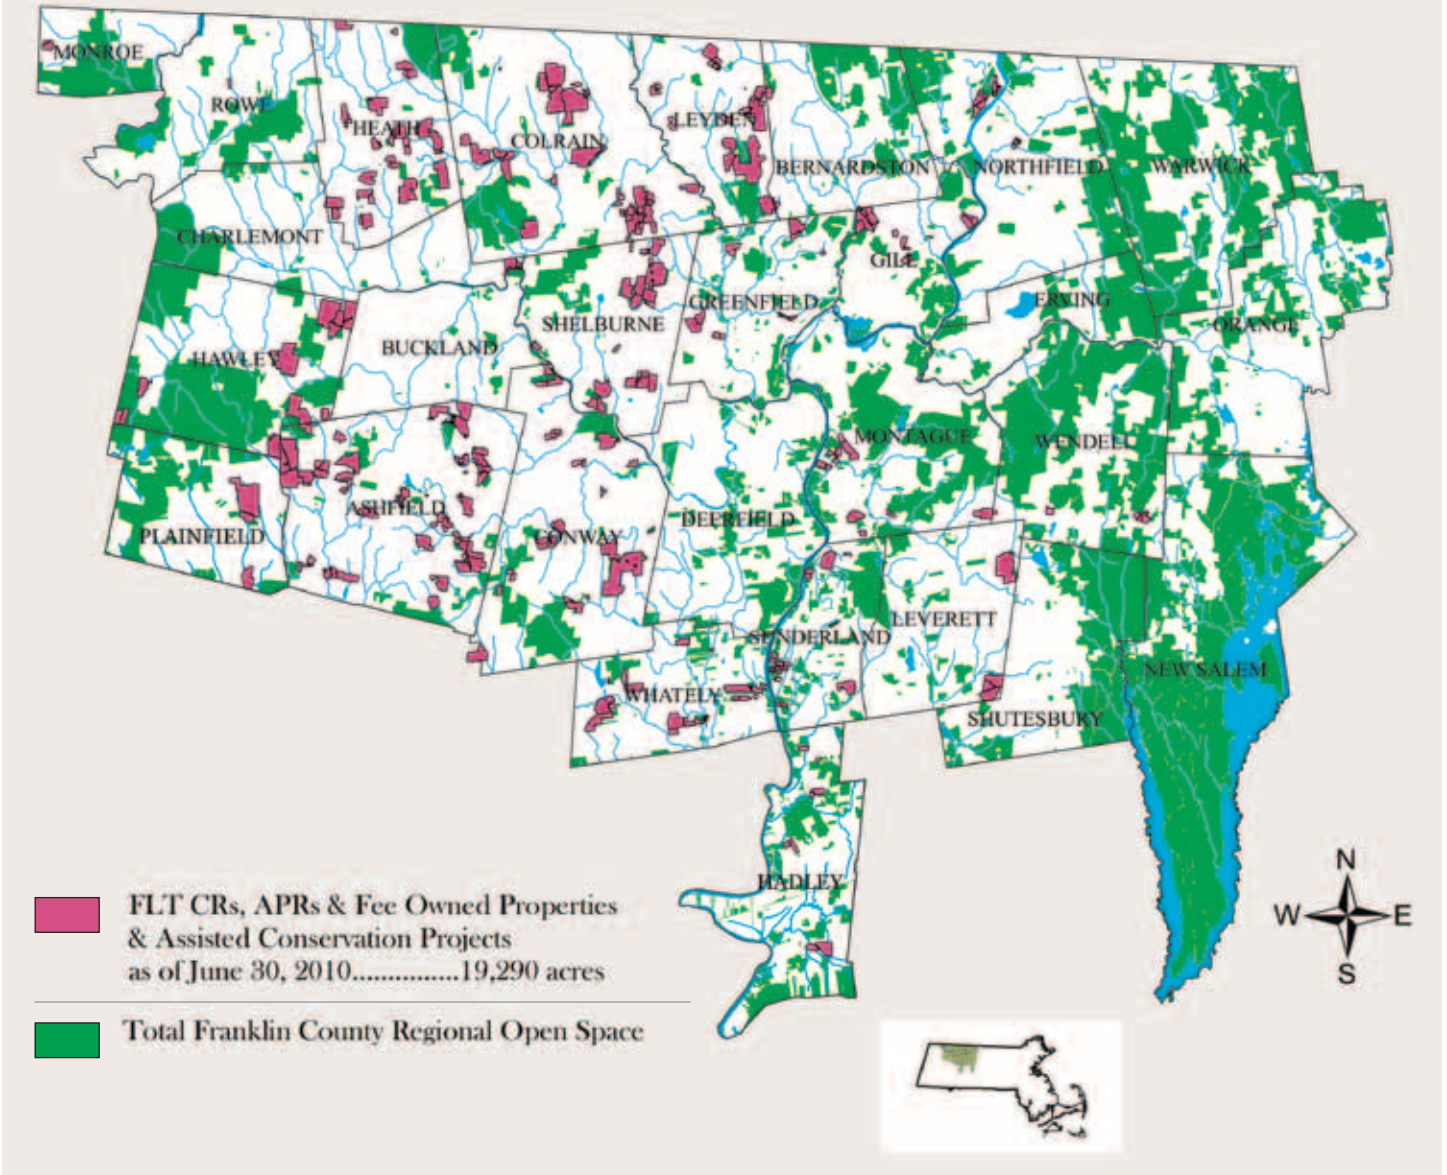 MONROE
ROWE
HEATH
COLRAIN
LEYDEN
BERNARDSTON
NORTHFIELD
WARWICK
CHARLEMONT
GILL
GREENFIELD
ERVING
ORANGE
SHELBURNE
BUCKLAND
HAWLEY
MONTAGUE
WENDELL
ASHFIELD
DEERFIELD
PLAINFIELD
CONWAY
LEVERETT
SUNDERLAND
NEW SALEM
WHATELY
SHUTESBURY
HADLEY
N
W E
S
FLT CRs, APRs & Fee Owned Properties
& Assisted Conservation Projects
as of June 30, 2010................19,290 acres
Total Franklin County Regional Open Space